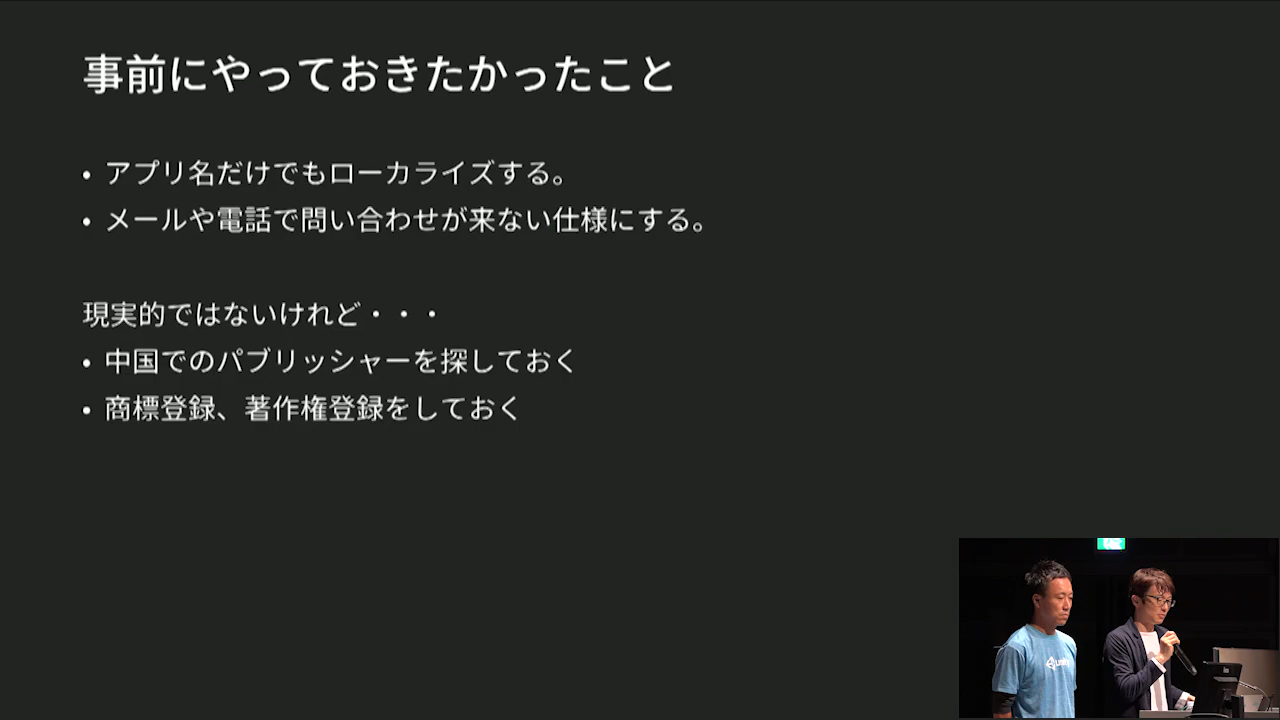 事前にやっておきたかったこと
• アプリ名だけでもローカライズする。
• メールや電話で問い合わせが来ない仕様にする。
現実的ではないけれど・・・
• 中国でのパブリッシャーを探しておく
• 商標登録、著作権登録をしておく
unity